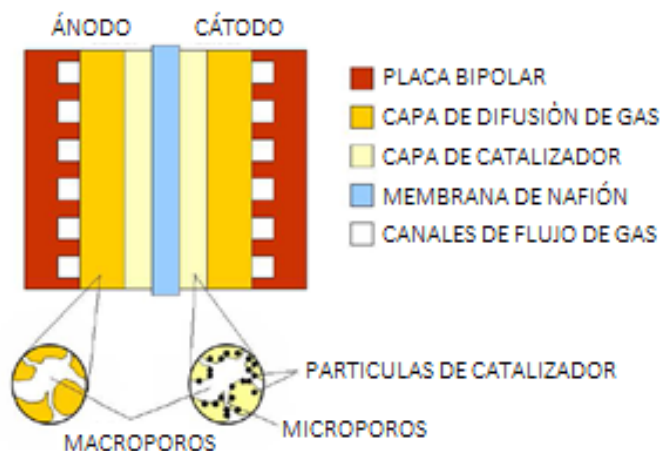 ÁNODO CÁTODO
PLACA BIPOLAR
CAPA DE DIFUSIÒN DE GAS
CAPA DE CATALIZADOR
MEMBRANA DE NAFIÓN
CANALES DE FLUJO DE GAS
PARTICULAS DE CATALIZADOR
MICROPOROS
MACROPOROS